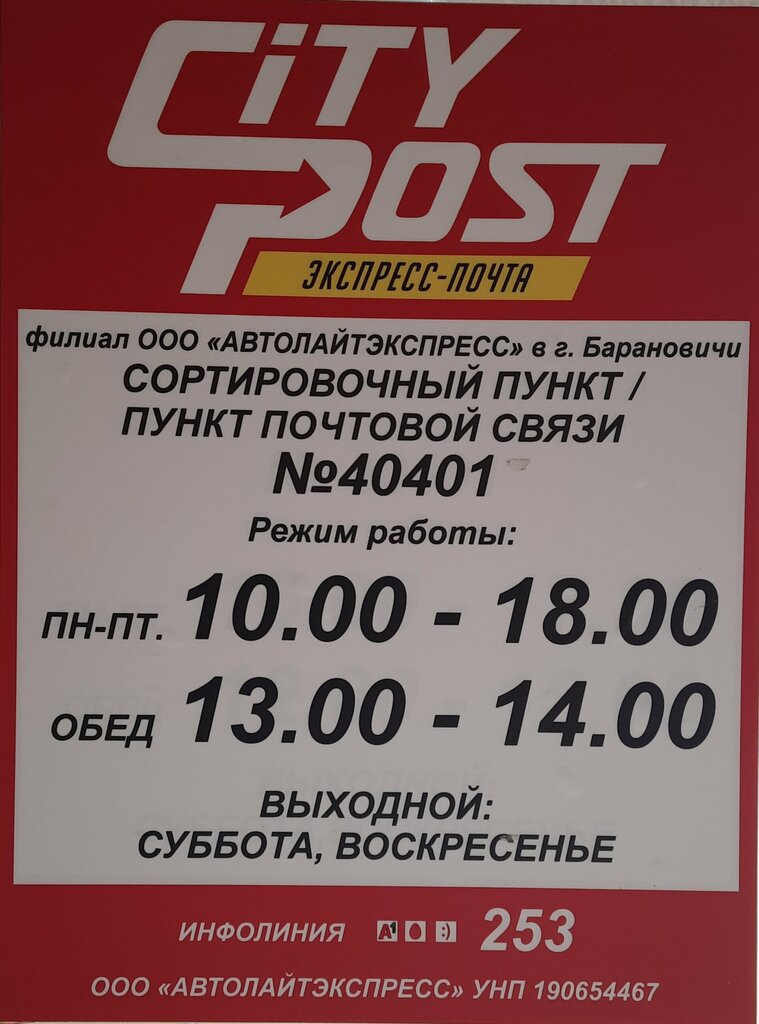 CiTY
POST
ЭКСПРЕСС-ПОЧТА
филиал ООО «АВТОЛАЙТЭКСПРЕСС» в г. Барановичи
СОРТИРОВОЧНЫЙ ПУНКТ /
ПУНКТ ПОЧТОВОЙ СВЯЗИ
№40401
Режим работы:
ПН-ПТ. 10.00 - 18.00
ОБЕД 13.00 - 14.00
ВЫХОДНОЙ:
СУББОТА, ВОСКРЕСЕНЬЕ
ИНФОЛИНИЯ A1 :) 253
ООО «АВТОЛАЙТЭКСПРЕСС» УНП 190654467